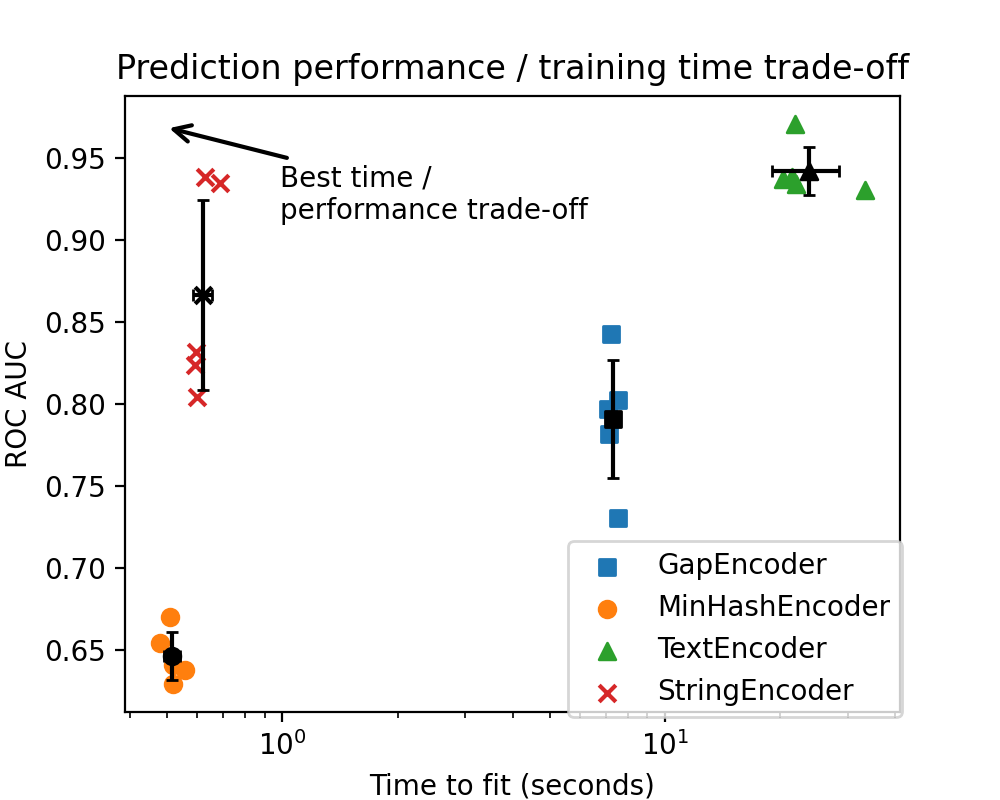 Prediction performance / training time trade-off
Best time /
performance trade-off
0.95
0.90
0.85
0.80
0.75
0.70
0.65
ROC AUC
GapEncoder
MinHashEncoder
TextEncoder
StringEncoder
10⁰
10¹
Time to fit (seconds)